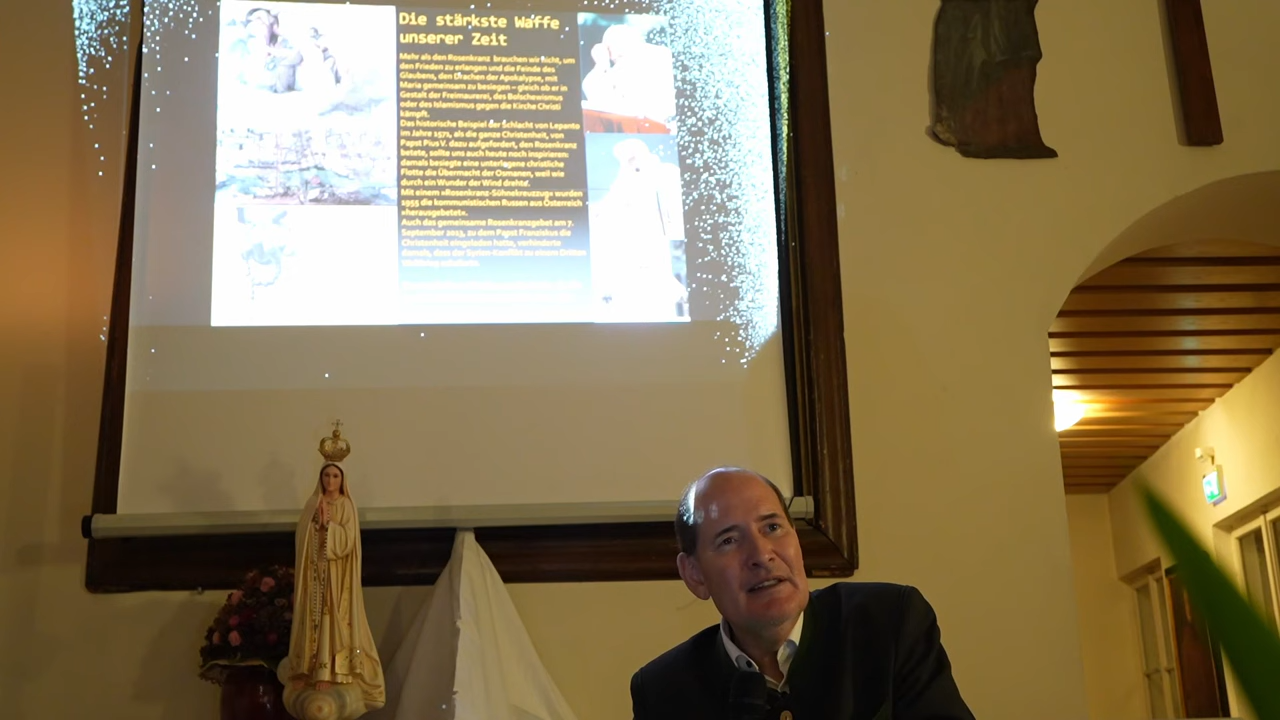 Die stärkste Waffe
unserer Zeit
Mehr als den Rosenkranz brauchen wir nicht, um
den Frieden zu erlangen und die Feinde des
Glaubens, den Drachen der Apokalypse, mit
Maria gemeinsam zu besiegen – gleich ob er in
Gestalt der Freimaurerei, des Bolschewismus
oder des Islamismus gegen die Kirche Christi
kämpft.
Das historische Beispiel der Schlacht von Lepanto
im Jahre 1571, als die ganze Christenheit, von
Papst Pius V. dazu aufgefordert, den Rosenkranz
betete, sollte uns auch heute noch inspirieren:
damals besiegte eine unterlegene christliche
Flotte die Übermacht der Osmanen, weil wie
durch ein Wunder der Wind drehte.
Mit einem »Rosenkranz-Sühnekreuzzug« wurden
1955 die kommunistischen Russen aus Österreich
»herausgebetet«.
Auch das gemeinsame Rosenkranzgebet am 7.
September 2013, zu dem Papst Franziskus die
Christenheit eingeladen hatte, verhinderte
damals, dass der Syrien-Konflikt zu einem Dritten